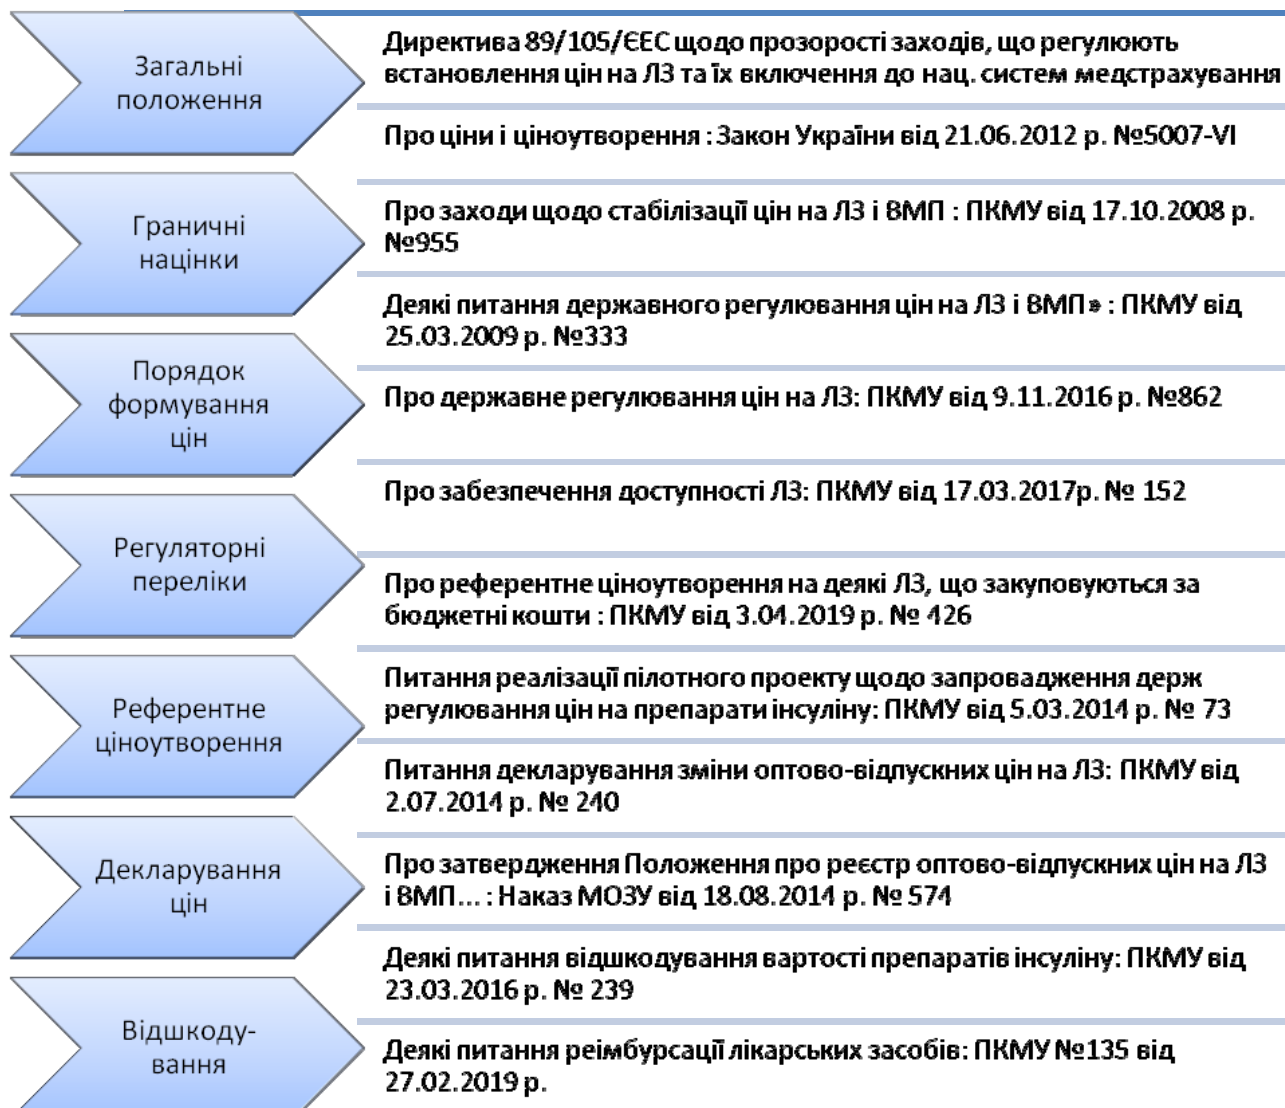 Загальні
положення
Директива 89/105/ЄЕС щодо прозорості заходів, що регулюють
встановлення цін на ЛЗ та їх включення до нац. систем медстрахування
Про ціни і ціноутворення : Закон України від 21.06.2012 р. №5007-VI
Граничні
націнки
Про заходи щодо стабілізації цін на ЛЗ і ВМП : ПКМУ від 17.10.2008 р.
№955
Деякі питання державного регулювання цін на ЛЗ і ВМП» : ПКМУ від
25.03.2009 р. №333
Порядок
формування
цін
Про державне регулювання цін на ЛЗ: ПКМУ від 9.11.2016 р. №862
Про забезпечення доступності ЛЗ: ПКМУ від 17.03.2017р. № 152
Регуляторні
переліки
Про референтне ціноутворення на деякі ЛЗ, що закуповуються за
бюджетні кошти : ПКМУ від 3.04.2019 р. № 426
Референтне
ціноутворення
Питання реалізації пілотного проекту щодо запровадження держ
регулювання цін на препарати інсуліну: ПКМУ від 5.03.2014 р. № 73
Питання декларування зміни оптово-відпускних цін на ЛЗ: ПКМУ від
2.07.2014 р. № 240
Декларування
цін
Про затвердження Положення про реєстр оптово-відпускних цін на ЛЗ
і ВМП... : Наказ МОЗУ від 18.08.2014 р. № 574
Деякі питання відшкодування вартості препаратів інсуліну: ПКМУ від
23.03.2016 р. № 239
Відшкоду-
вання
Деякі питання реімбурсації лікарських засобів: ПКМУ №135 від
27.02.2019 р.